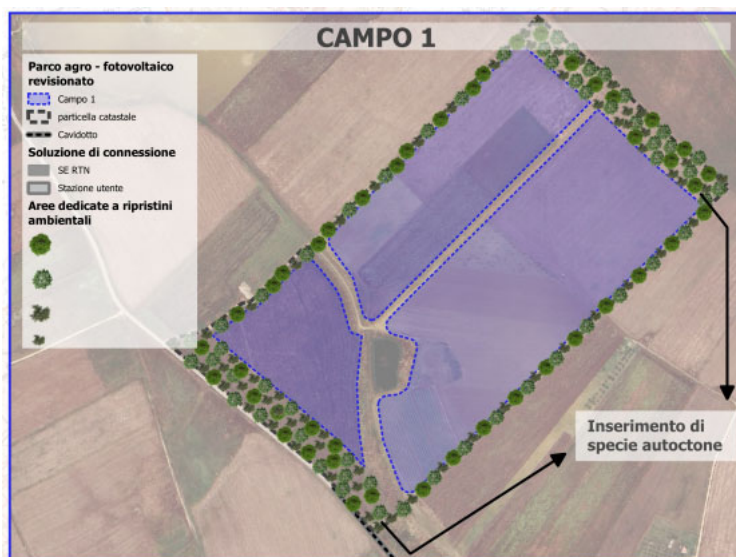 CAMPO 1
Parco agro - fotovoltaico
revisionato
Campo 1
particella catastale
Cavidotto
Soluzione di connessione
SE RTN
Stazione utente
Aree dedicate a ripristini
ambientali
Inserimento di
specie autoctone